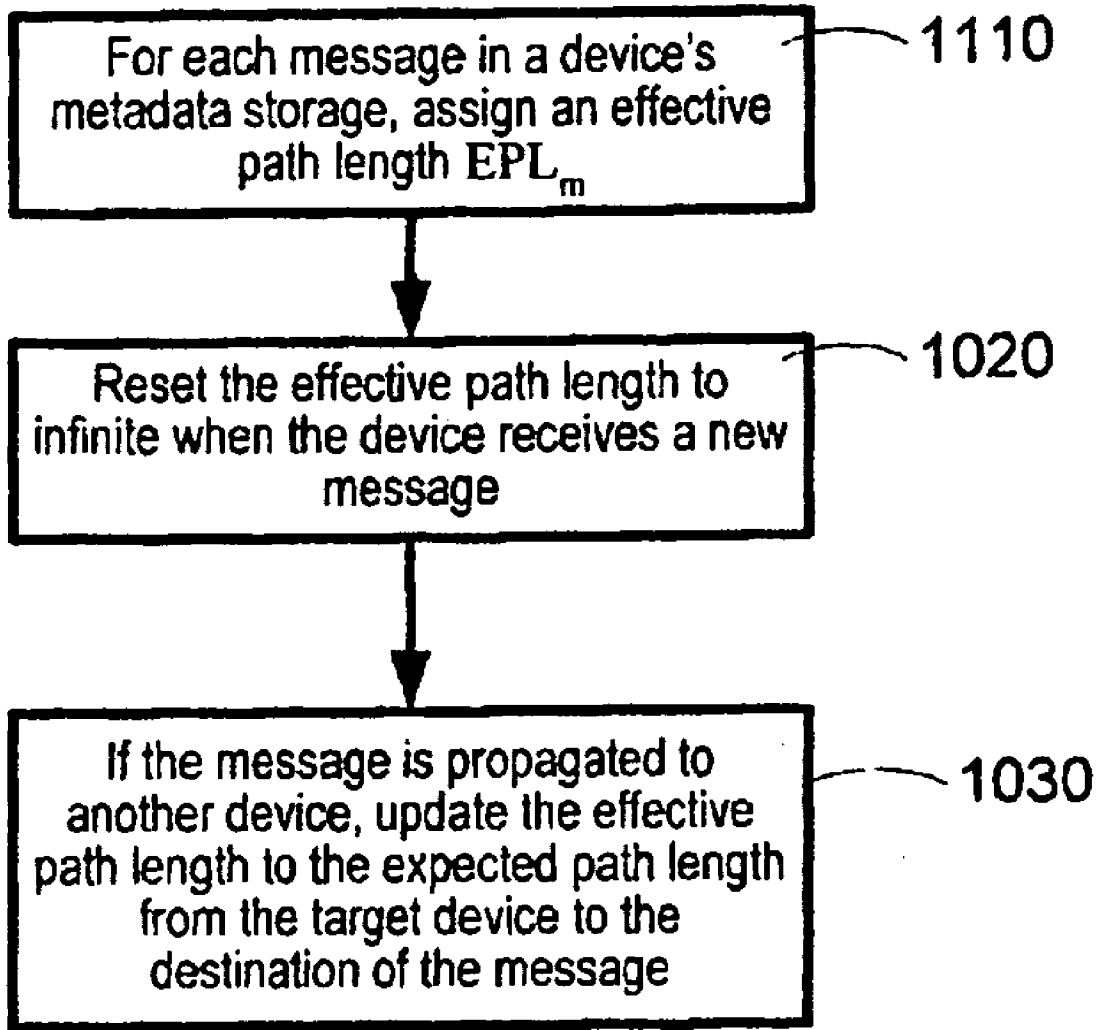 For each message in a device's
metadata storage, assign an effective
path length EPLm
1110
Reset the effective path length to
infinite when the device receives a new
message
1020
If the message is propagated to
another device, update the effective
path length to the expected path length
from the target device to the
destination of the message
1030